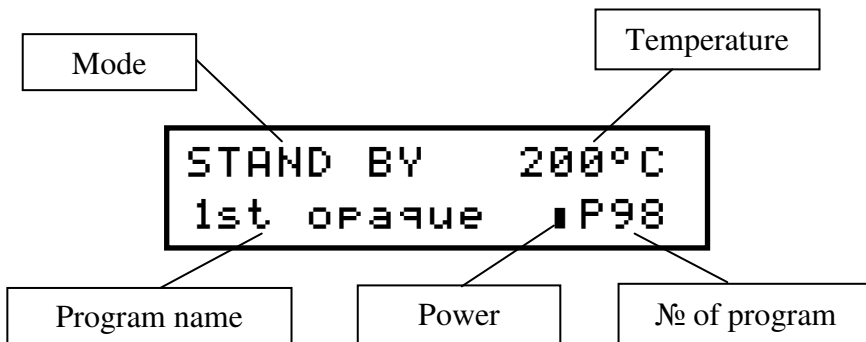 Temperature
Mode
STAND BY 200°C
1st opaque ▮P98
Program name
Power
№ of program